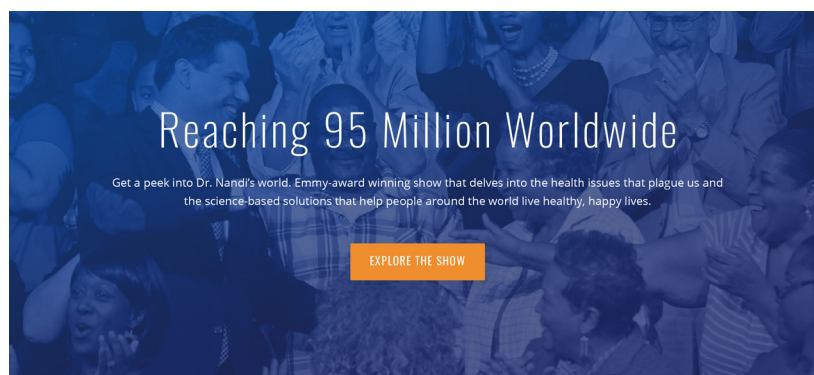 Reaching 95 Million Worldwide
Get a peek into Dr. Nandi's world. Emmy-award winning show that delves into the health issues that plague us and
the science-based solutions that help people around the world live healthy, happy lives.
EXPLORE THE SHOW